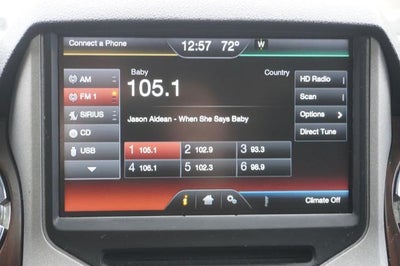 Connect a Phone
12:57 72° W
AM
FM 1
SIRIUS
CD
USB
Baby
Country
105.1
Jason Aldean - When She Says Baby
1 105.1 2 102.9 3 93.3
4 106.1 5 102.3 6 98.9
HD Radio
Scan
Options
Direct Tune
i
Climate Off